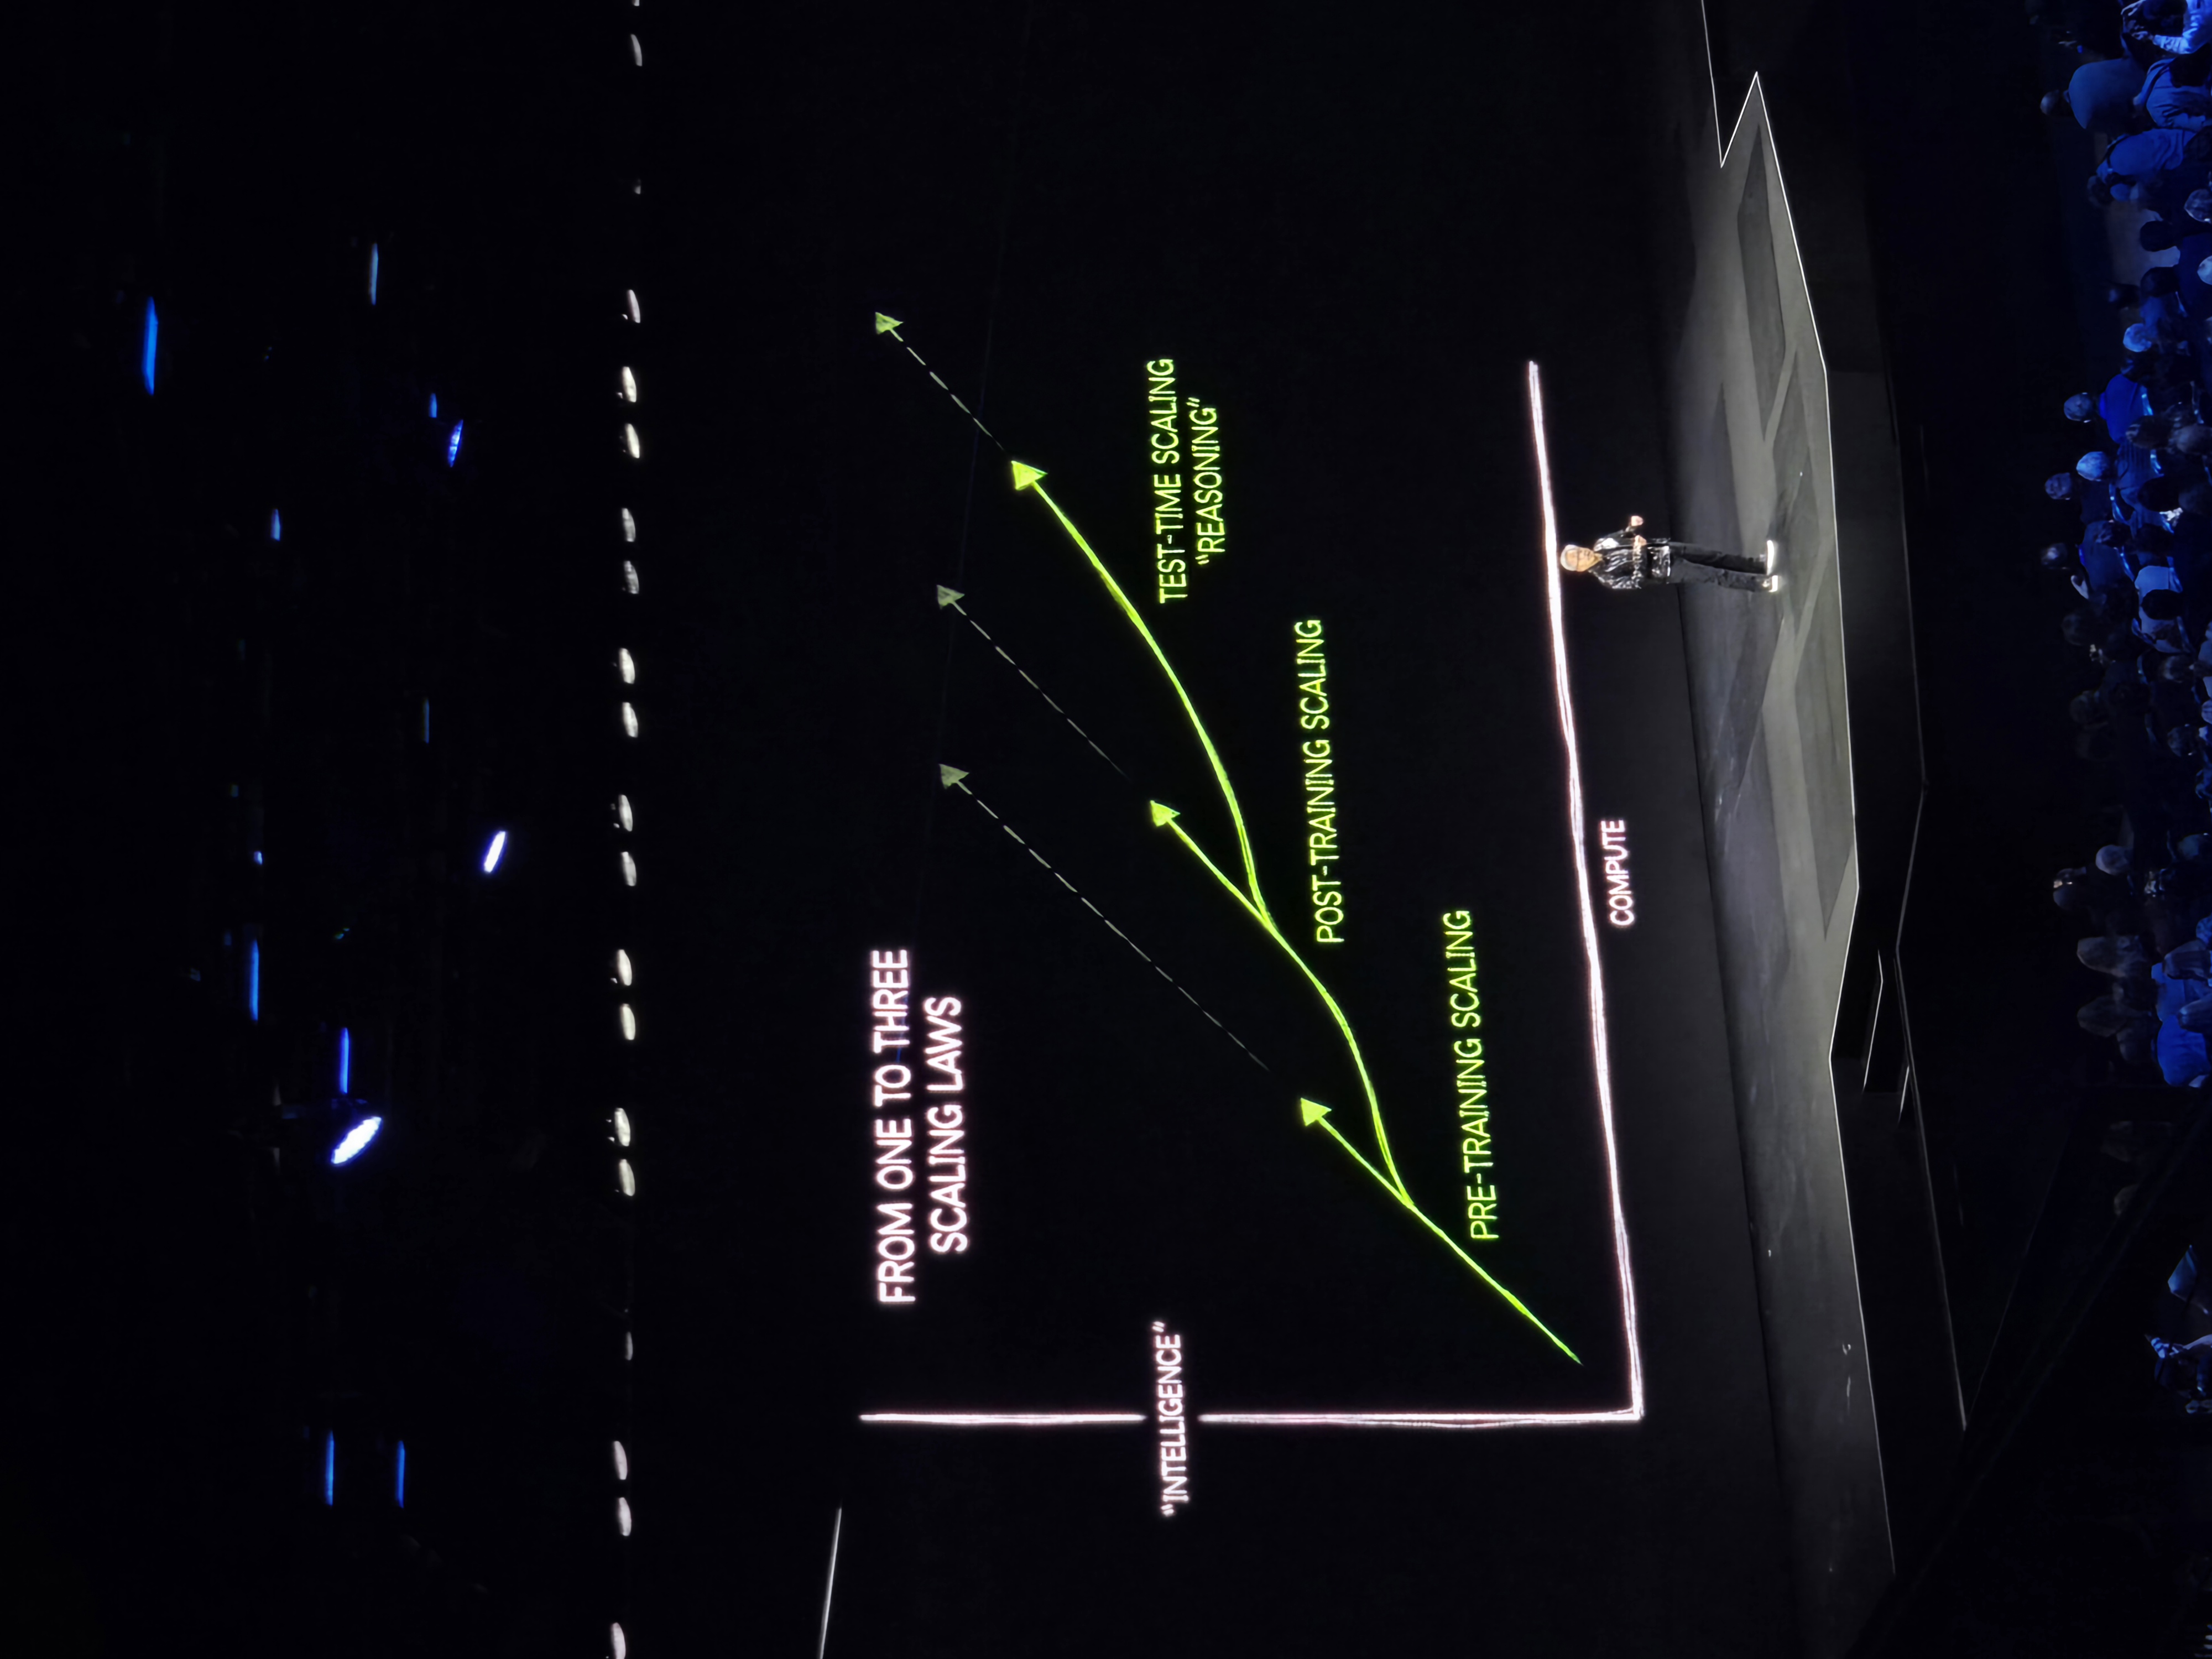 FROM ONE TO THREE
SCALING LAWS
"INTELLIGENCE"
TEST-TIME SCALING
"REASONING"
POST-TRAINING SCALING
PRE-TRAINING SCALING
COMPUTE